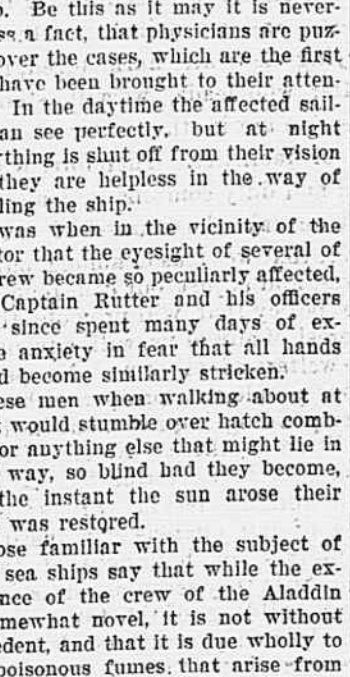 o. Be this as it may it is never-
ss a fact, that physicians are puz-
over the cases, which are the first
have been brought to their atten-
In the daytime the affected sail-
an see perfectly, but at night
rthing is shut off from their vision
they are helpless in the way of
ling the ship.
was when in the vicinity of the
tor that the eyesight of several of
rew became so peculiarly affected,
Captain Rutter and his officers
since spent many days of ex-
e anxiety in fear that all hands
d become similarly stricken.
ese men when walking about at
t would stumble over hatch comb-
or anything else that might lie in
way, so blind had they become,
the instant the sun arose their
was restored.
ose familiar with the subject of
sea ships say that while the ex-
nce of the crew of the Aladdin
mewhat novel, it is not without
edent, and that it is due wholly to
poisonous fumes that arise from